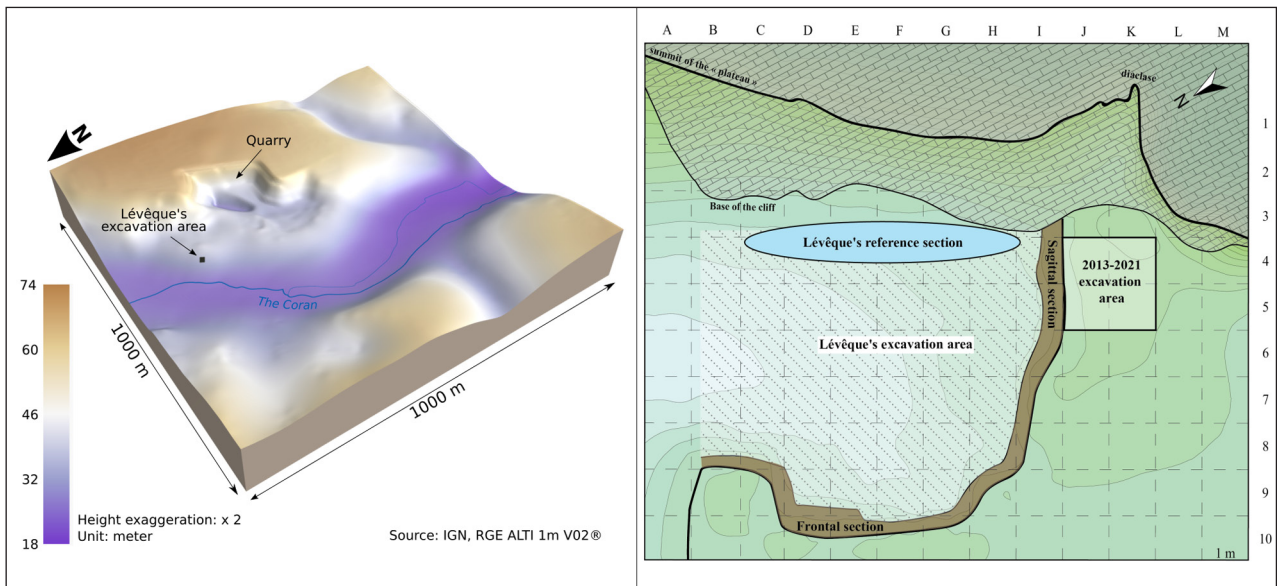 N
Quarry
Lévêque's
excavation area
The Coran
74
60
46
32
18
1000 m
1000 m
Height exaggeration: x 2
Unit: meter
Source: IGN, RGE ALTI 1m V02®
A B C D E F G H I J K L M
summit of the « plateau »
diaclase
N
1
2
3
4
5
6
7
8
9
10
Base of the cliff
Lévêque's reference section
Sagittal section
2013-2021
excavation
area
Lévêque's excavation area
Frontal section
1 m